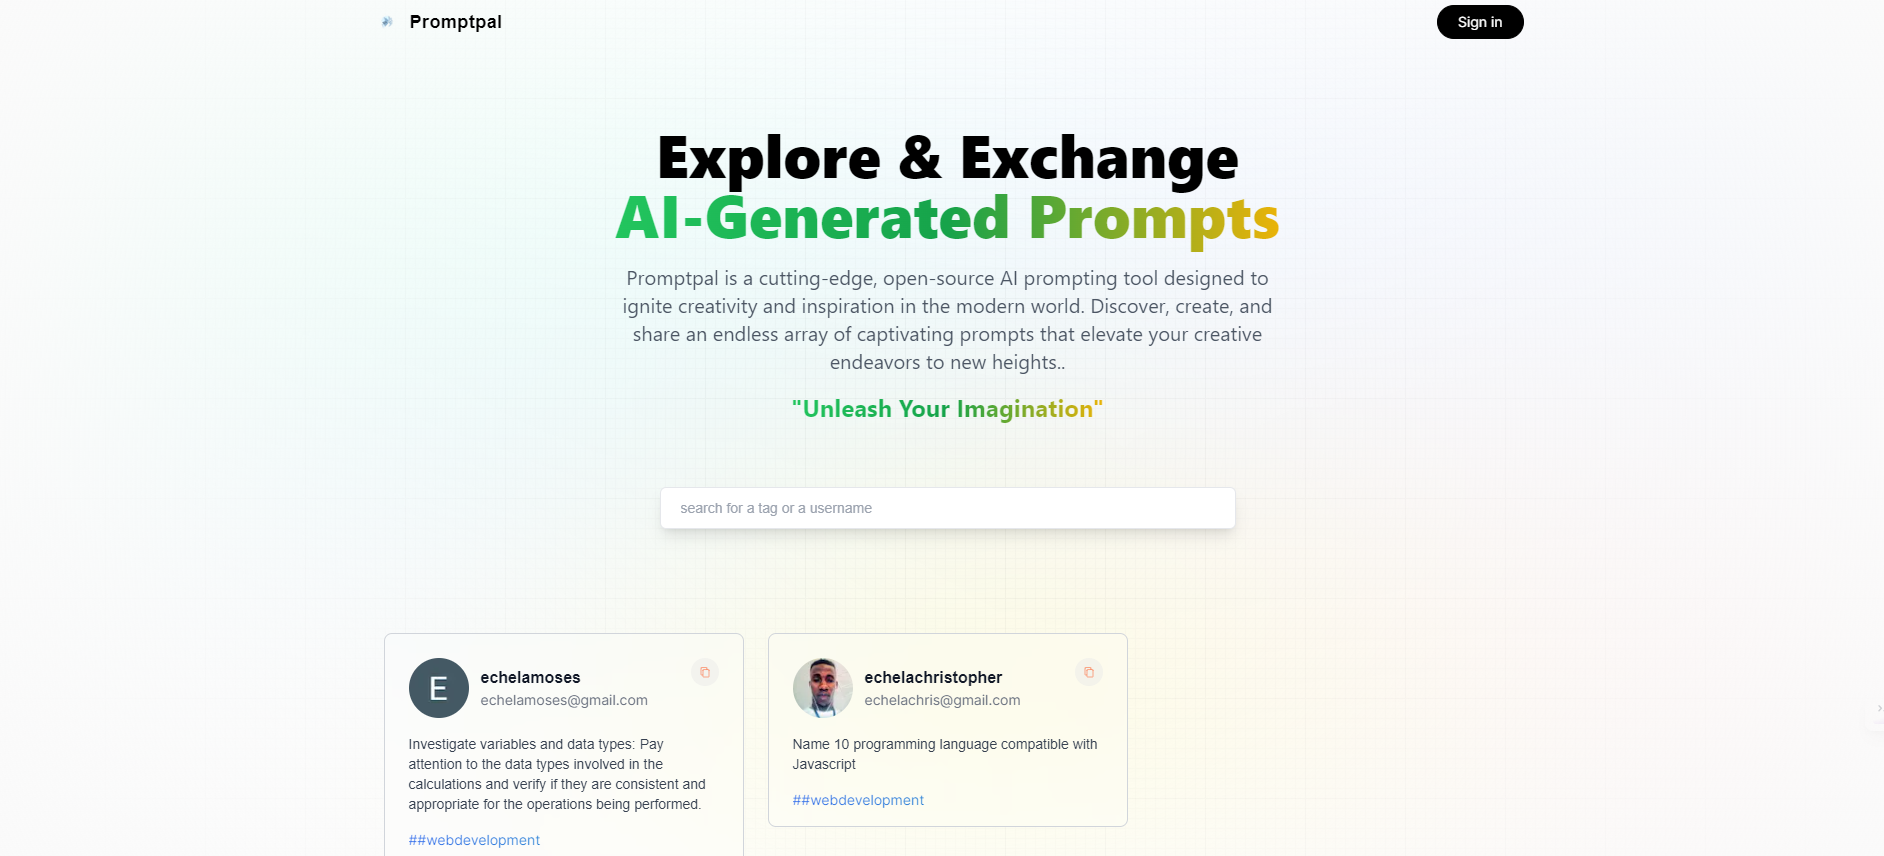 Promptpal
Sign in
Explore & Exchange
AI-Generated Prompts
Promptpal is a cutting-edge, open-source AI prompting tool designed to
ignite creativity and inspiration in the modern world. Discover, create, and
share an endless array of captivating prompts that elevate your creative
endeavors to new heights..
"Unleash Your Imagination"
search for a tag or a username
E
echelamoses
echelamoses@gmail.com
Investigate variables and data types: Pay
attention to the data types involved in the
calculations and verify if they are consistent and
appropriate for the operations being performed.
##webdevelopment
echelachristopher
echelachris@gmail.com
Name 10 programming language compatible with
Javascript
##webdevelopment